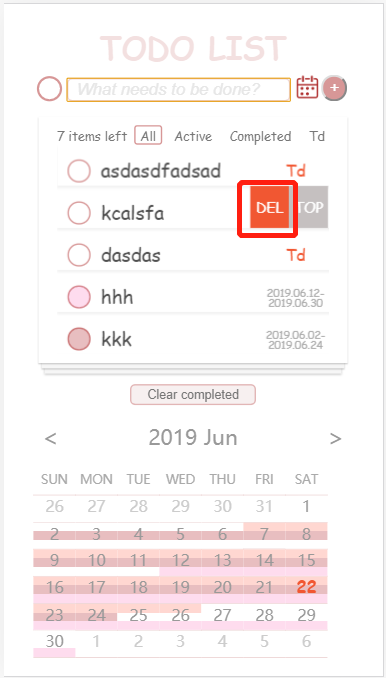 TODO LIST
What needs to be done? +
7 items left All Active Completed Td
asdasdfadsad Td
kcalsfa DEL TOP
dasdas Td
hhh 2019.06.12-
2019.06.30
kkk 2019.06.02-
2019.06.24
Clear completed
< 2019 Jun >
SUN MON TUE WED THU FRI SAT
26 27 28 29 30 31 1
2 3 4 5 6 7 8
9 10 11 12 13 14 15
16 17 18 19 20 21 22
23 24 25 26 27 28 29
30 1 2 3 4 5 6